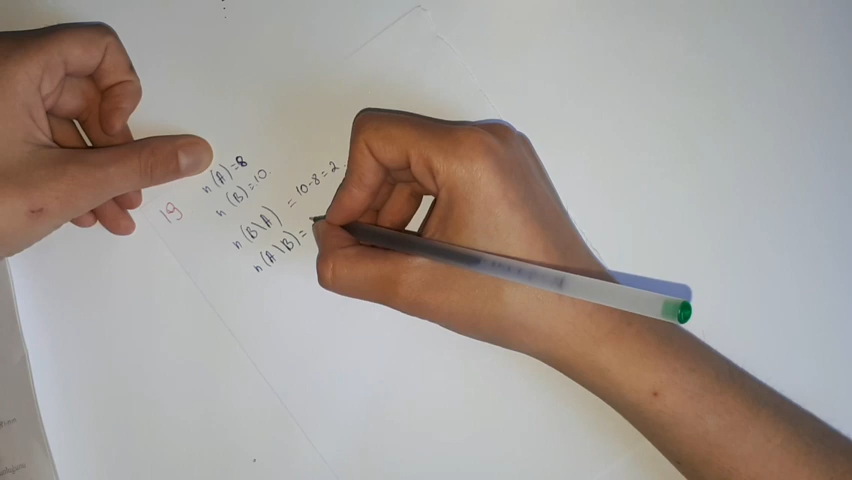 19
n(A)=8
n(B)=10.
n(B\A) = 10-8=2.
n(A\B)=